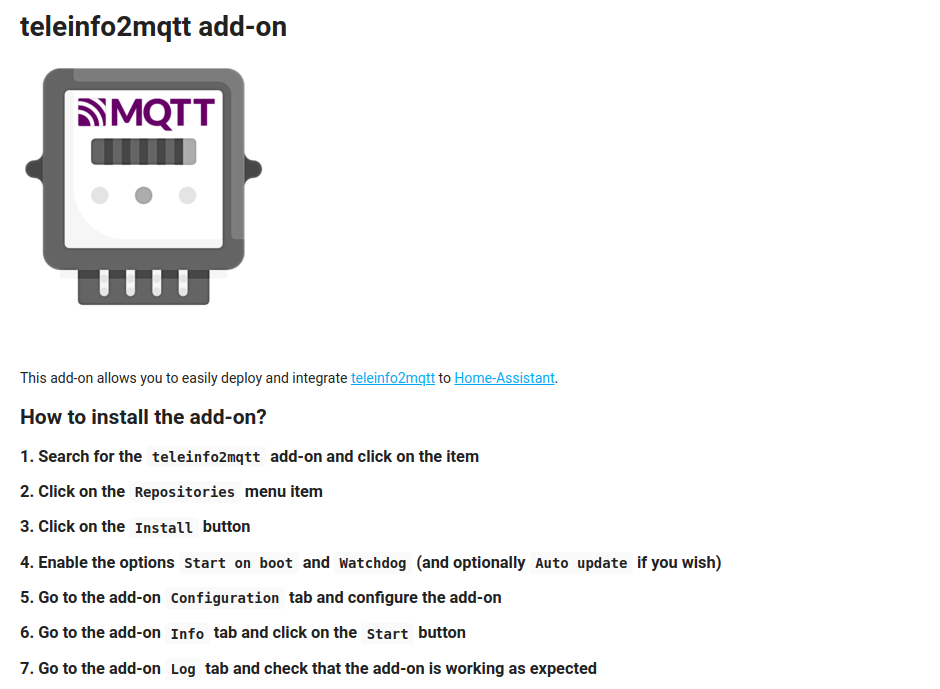 teleinfo2mqtt add-on
MQTT
This add-on allows you to easily deploy and integrate teleinfo2mqtt to Home-Assistant.
How to install the add-on?
1. Search for the teleinfo2mqtt add-on and click on the item
2. Click on the Repositories menu item
3. Click on the Install button
4. Enable the options Start on boot and Watchdog (and optionally Auto update if you wish)
5. Go to the add-on Configuration tab and configure the add-on
6. Go to the add-on Info tab and click on the Start button
7. Go to the add-on Log tab and check that the add-on is working as expected